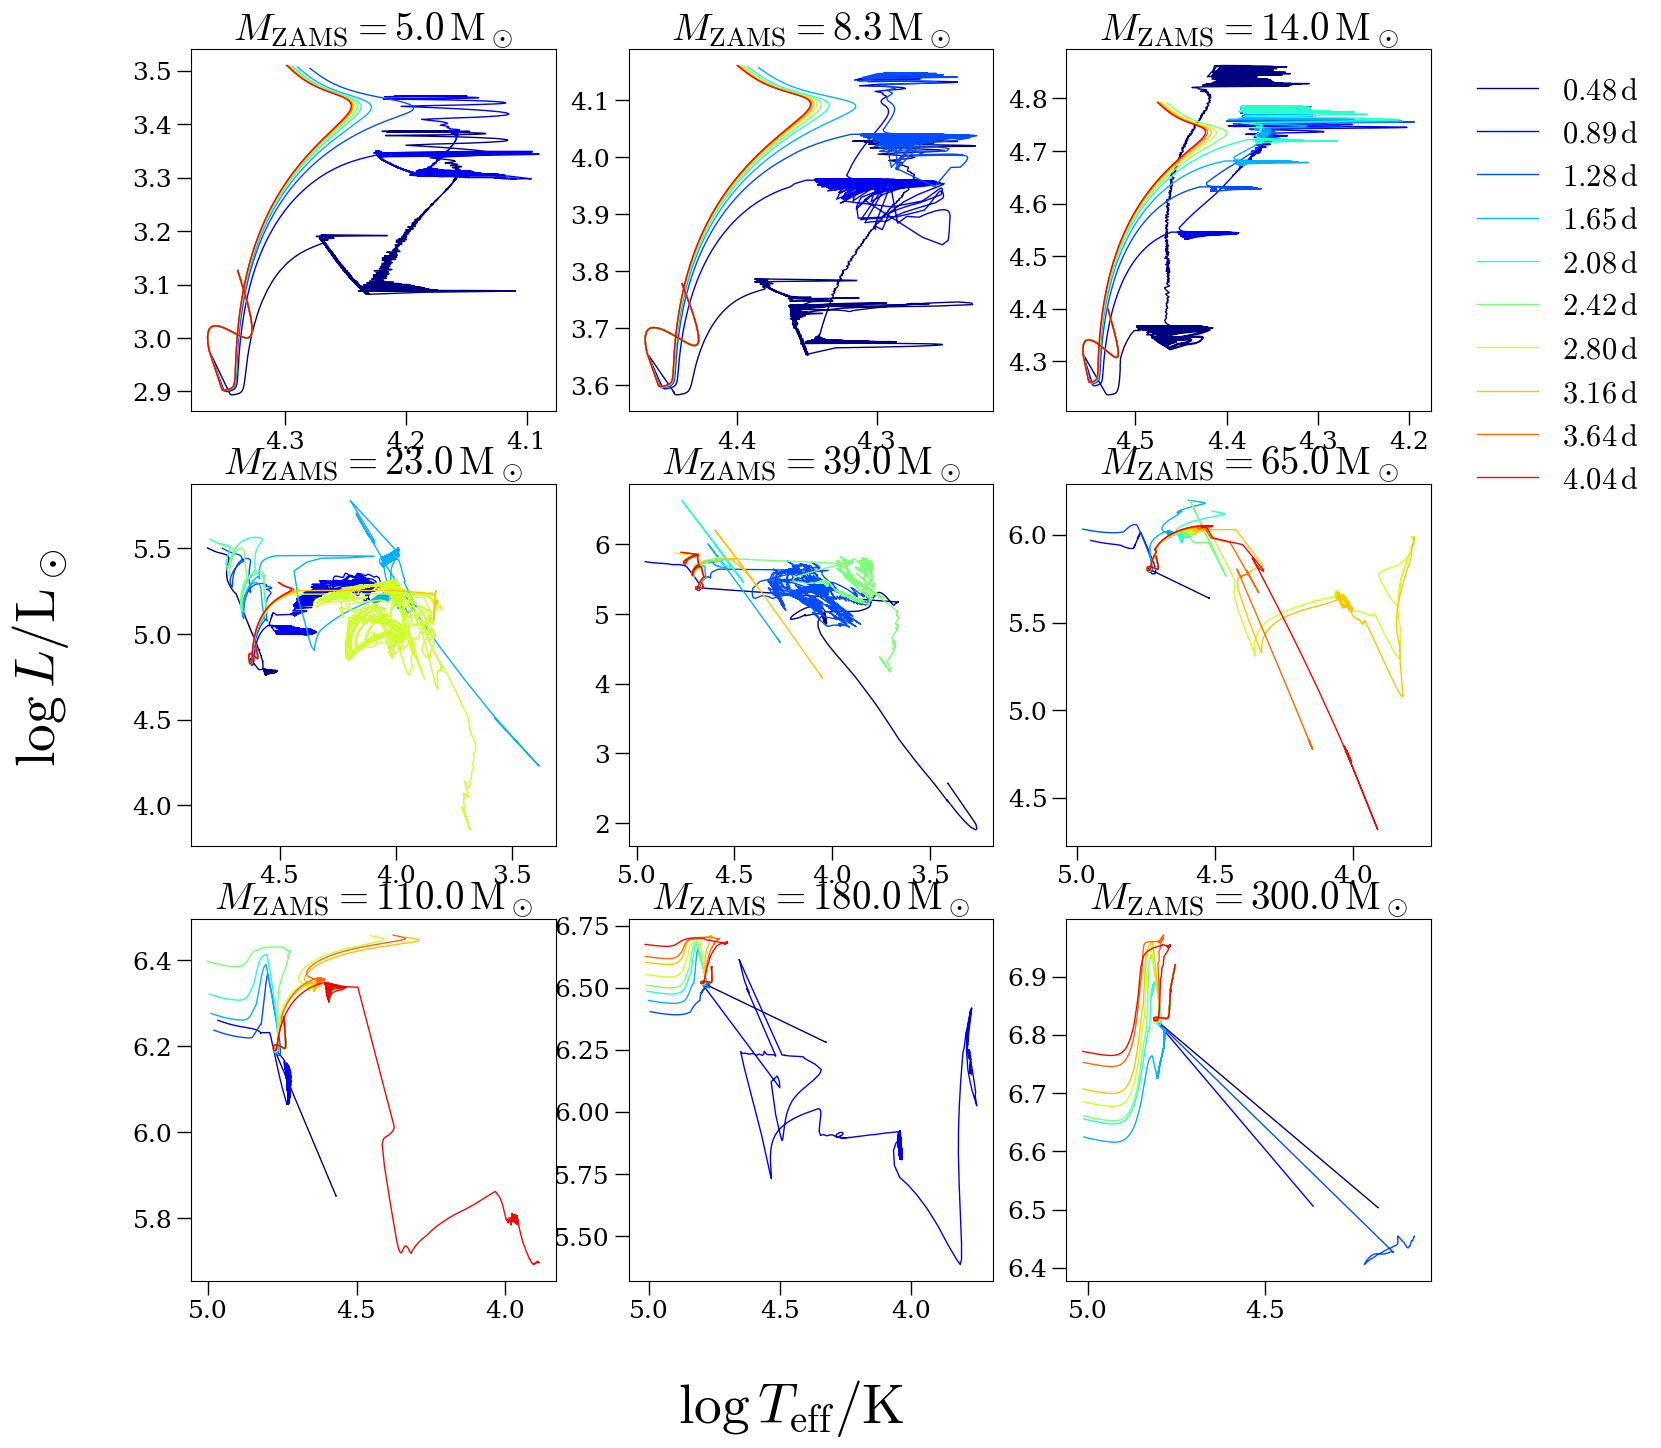 M_ZAMS = 5.0 M_⊙
M_ZAMS = 8.3 M_⊙
M_ZAMS = 14.0 M_⊙
3.5
3.4
3.3
3.2
3.1
3.0
2.9
4.3 4.2 4.1
4.1
4.0
3.9
3.8
3.7
3.6
4.4 4.3
4.8
4.7
4.6
4.5
4.4
4.3
4.5 4.4 4.3 4.2
0.48 d
0.89 d
1.28 d
1.65 d
2.08 d
2.42 d
2.80 d
3.16 d
3.64 d
4.04 d
M_ZAMS = 23.0 M_⊙
M_ZAMS = 39.0 M_⊙
M_ZAMS = 65.0 M_⊙
5.5
5.0
4.5
4.0
4.5 4.0 3.5
6
5
4
3
2
5.0 4.5 4.0 3.5
6.0
5.5
5.0
4.5
5.0 4.5 4.0
log L/L_⊙
M_ZAMS = 110.0 M_⊙
M_ZAMS = 180.0 M_⊙
M_ZAMS = 300.0 M_⊙
6.4
6.2
6.0
5.8
5.0 4.5 4.0
6.75
6.50
6.25
6.00
5.75
5.50
5.0 4.5 4.0
6.9
6.8
6.7
6.6
6.5
6.4
5.0 4.5
log T_eff/K